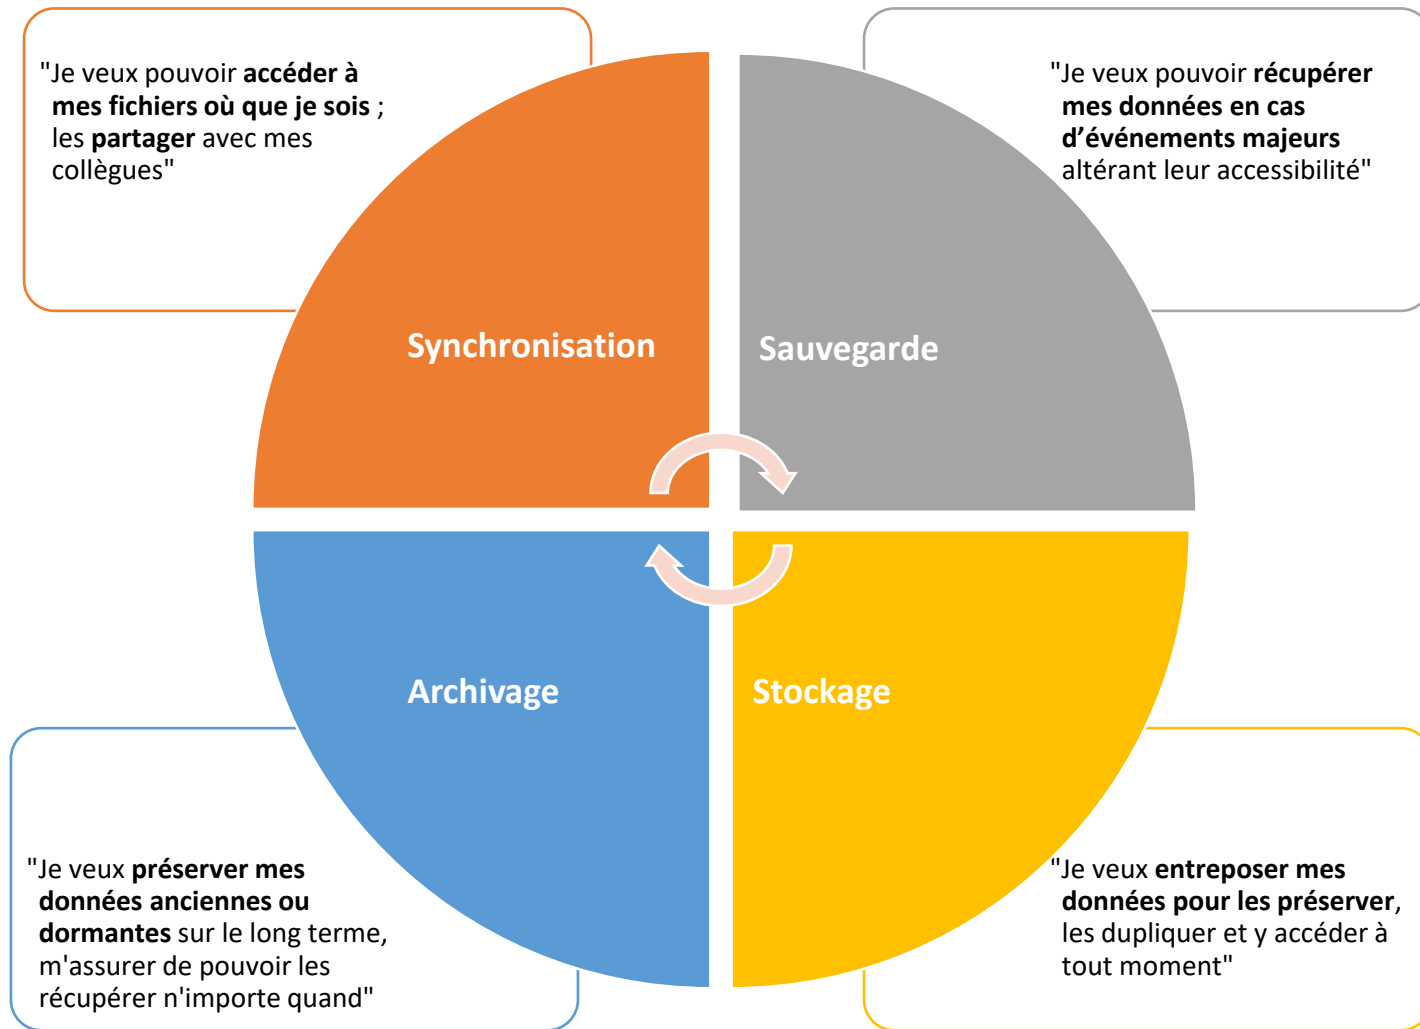 "Je veux pouvoir accéder à
mes fichiers où que je sois ;
les partager avec mes
collègues"
"Je veux pouvoir récupérer
mes données en cas
d’événements majeurs
altérant leur accessibilité"
Synchronisation
Sauvegarde
Archivage
Stockage
"Je veux préserver mes
données anciennes ou
dormantes sur le long terme,
m'assurer de pouvoir les
récupérer n'importe quand"
"Je veux entreposer mes
données pour les préserver,
les dupliquer et y accéder à
tout moment"